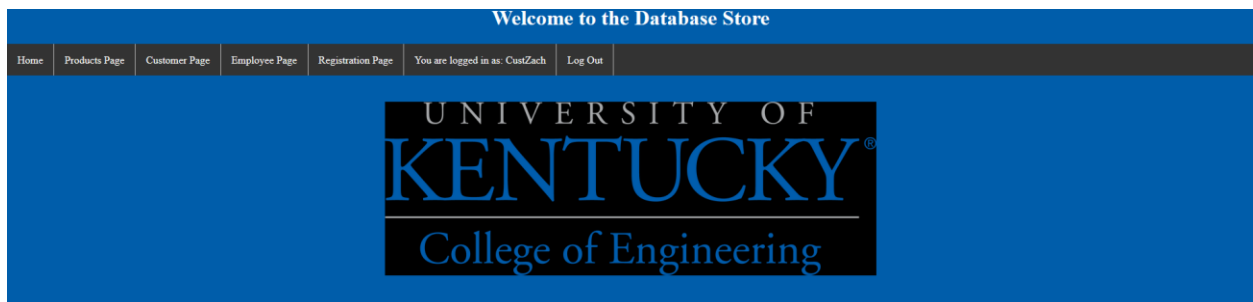 Welcome to the Database Store
Home Products Page Customer Page Employee Page Registration Page You are logged in as: CustZach Log Out
UNIVERSITY OF
KENTUCKY®
College of Engineering